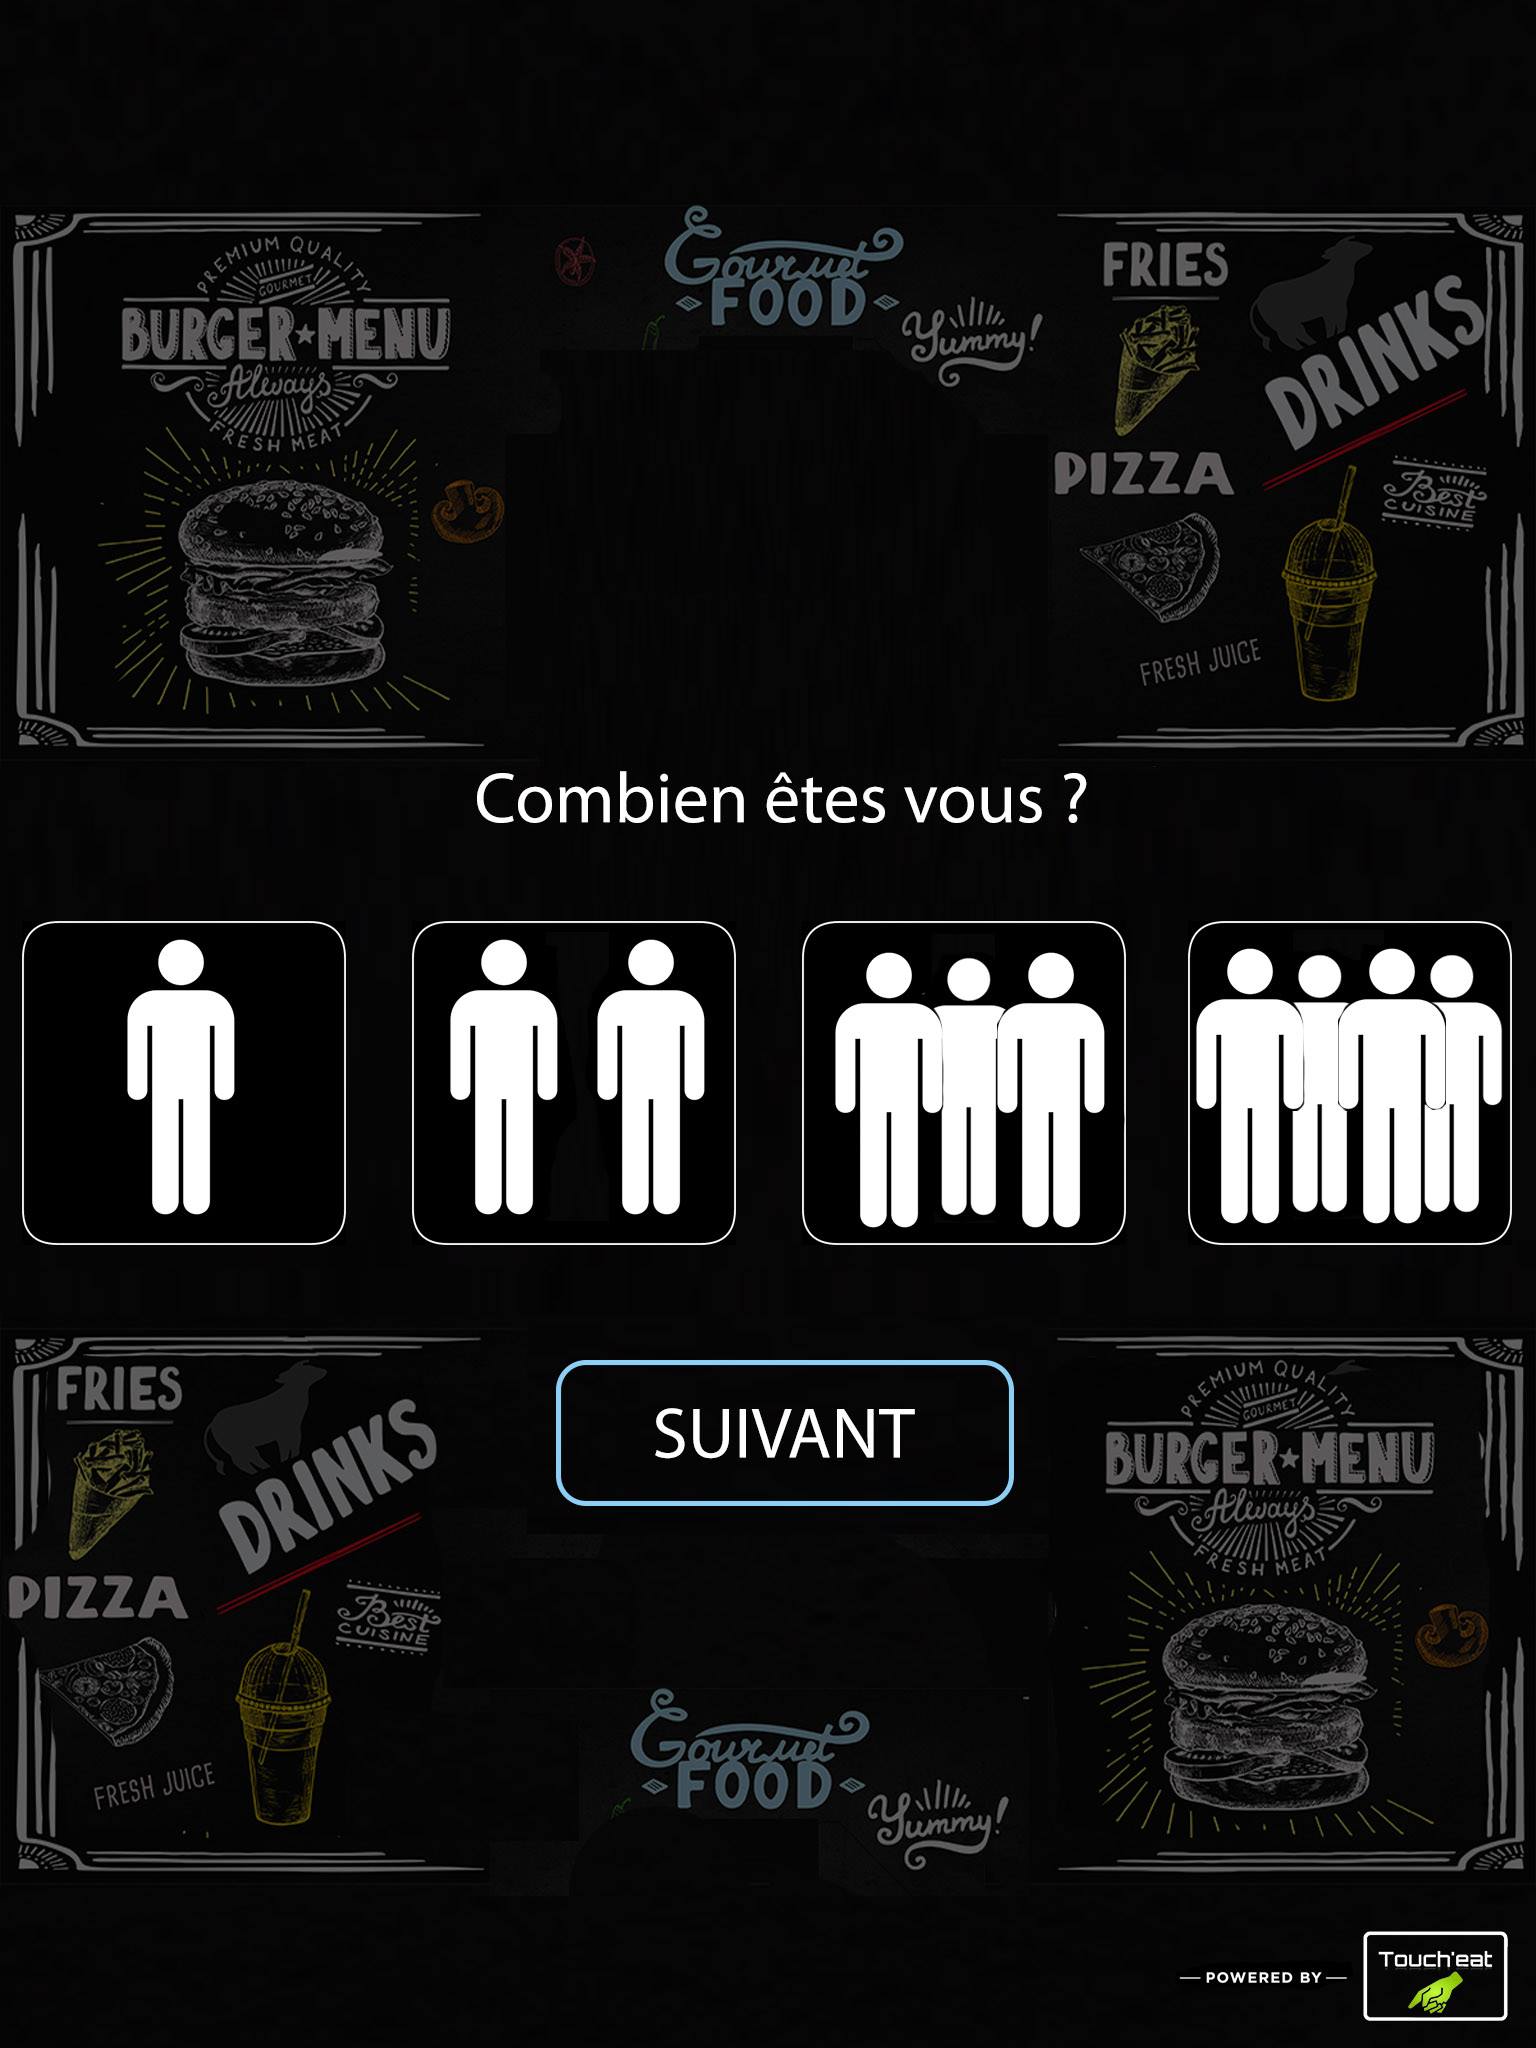 PREMIUM QUALITY
GOURMET
BURGER★MENU
Always
FRESH MEAT
Gourmet
FOOD
Yummy!
FRIES
DRINKS
PIZZA
Best
CUISINE
FRESH JUICE
Combien êtes vous ?
FRIES
DRINKS
PIZZA
Best
CUISINE
FRESH JUICE
SUIVANT
Gourmet
FOOD
Yummy!
PREMIUM QUALITY
GOURMET
BURGER★MENU
Always
FRESH MEAT
POWERED BY
Touch'eat